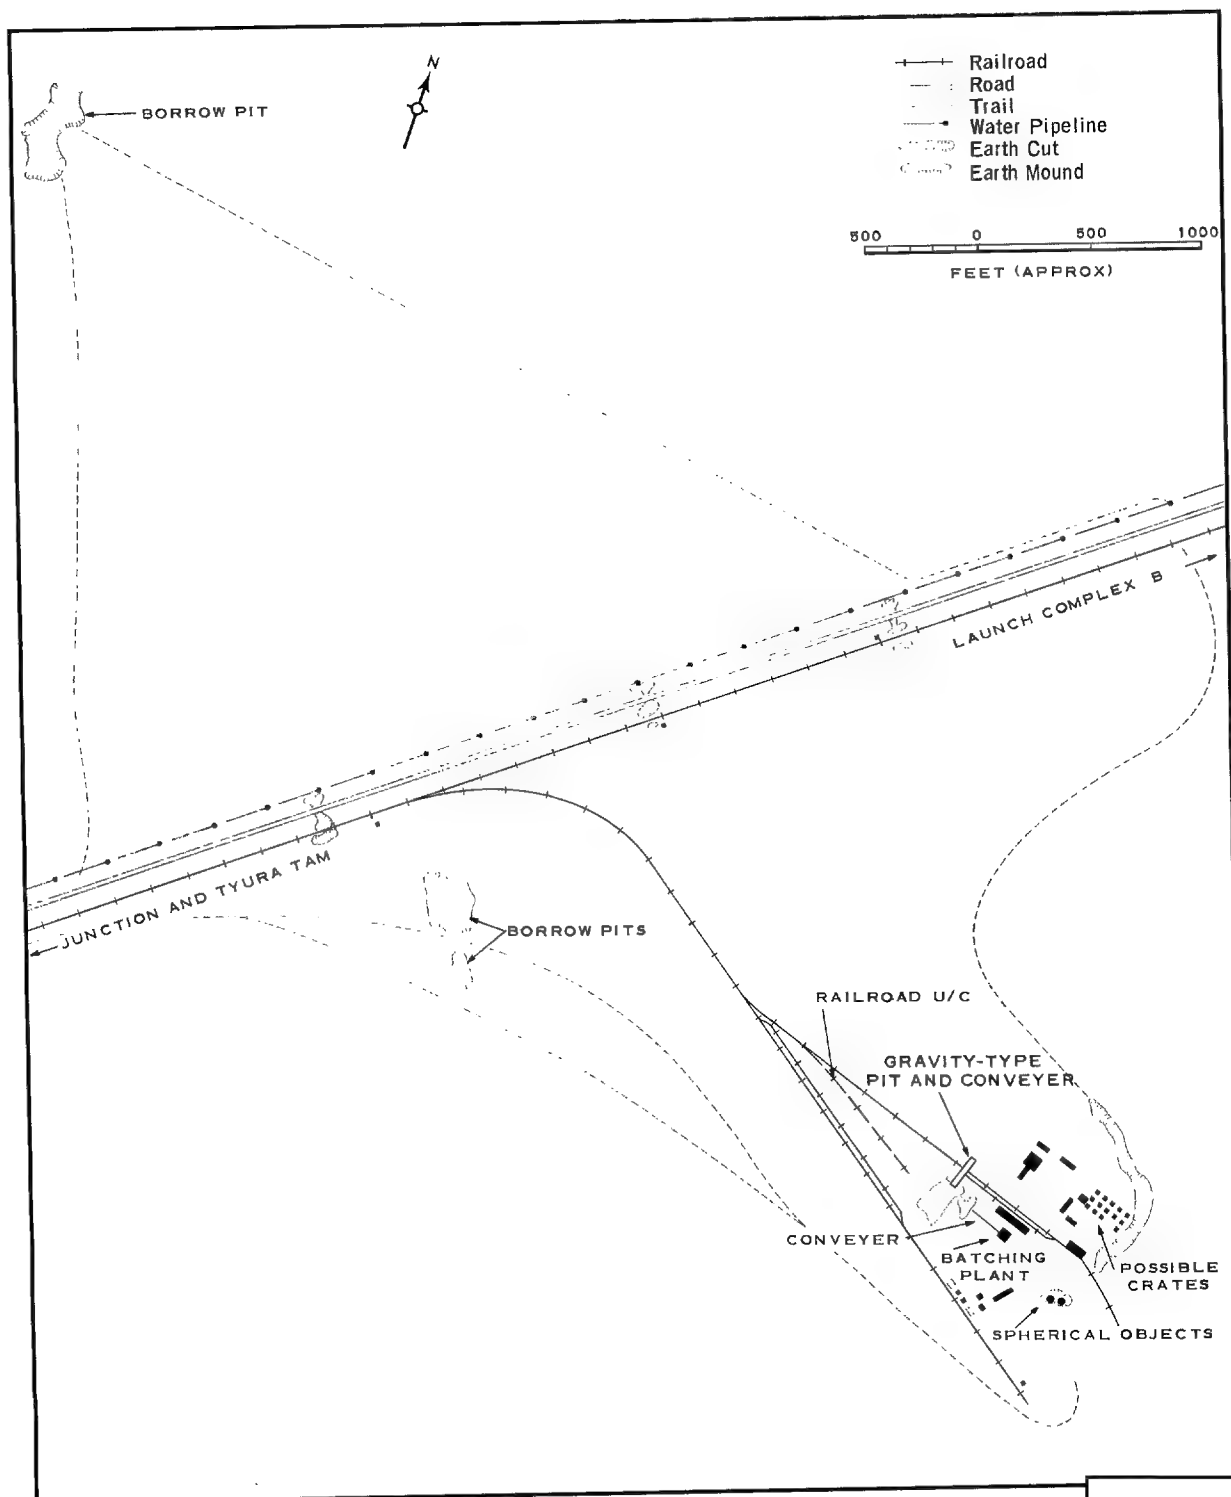 N
Railroad
Road
Trail
Water Pipeline
Earth Cut
Earth Mound
BORROW PIT
500 0 500 1000
FEET (APPROX)
LAUNCH COMPLEX B
JUNCTION AND TYURA TAM
BORROW PITS
RAILROAD U/C
GRAVITY-TYPE
PIT AND CONVEYER
CONVEYER
BATCHING
PLANT
POSSIBLE
CRATES
SPHERICAL OBJECTS